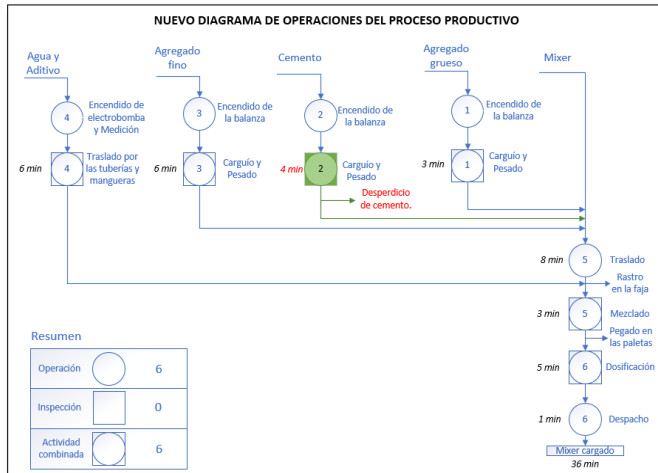 NUEVO DIAGRAMA DE OPERACIONES DEL PROCESO PRODUCTIVO
Agua y
Aditivo
Agregado
fino
Cemento
Agregado
grueso
Mixer
4
Encendido de
electrobomba
y Medición
3
Encendido de
la balanza
2
Encendido de
la balanza
1
Encendido de
la balanza
6 min
4
Traslado por
las tuberías y
mangueras
6 min
3
Carguío y
Pesado
4 min
2
Carguío y
Pesado
3 min
1
Carguío y
Pesado
Desperdicio
de cemento.
8 min
5
Traslado
Rastro
en la faja
3 min
5
Mezclado
Pegado en
las paletas
5 min
6
Dosificación
1 min
6
Despacho
Mixer cargado
36 min
Resumen
Operación
6
Inspección
0
Actividad
combinada
6